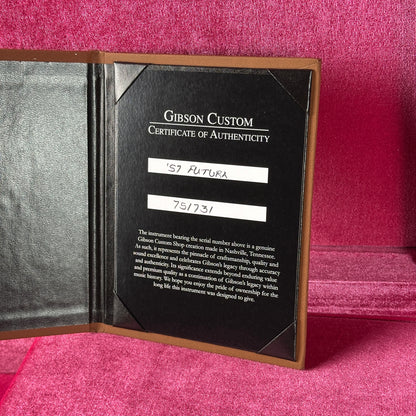 GIBSON CUSTOM
CERTIFICATE OF AUTHENTICITY
'57 FUTURA
751731
The instrument bearing the serial number above is a genuine
Gibson Custom Shop creation made in Nashville, Tennessee.
As such, it represents the pinnacle of craftsmanship, quality and
sound excellence and celebrates Gibson's legacy through accuracy
and authenticity. Its significance extends beyond enduring value
and premium quality as a continuation of Gibson's legacy within
music history. We hope you enjoy the pride of ownership for the
long life this instrument was designed to give.